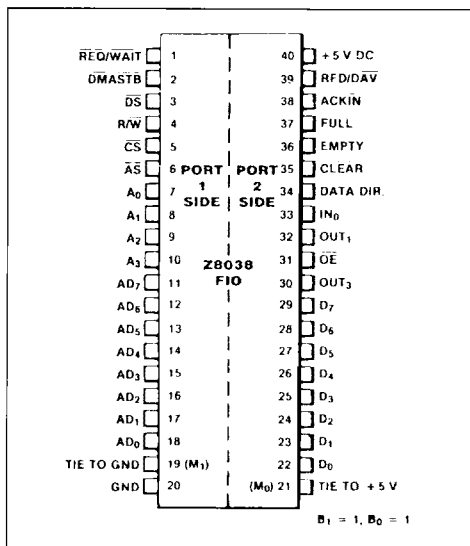 REQ/WAIT 1 40 +5 V DC
DMASTB 2 39 RFD/DAV
DS 3 38 ACKIN
R/W 4 37 FULL
CS 5 36 EMPTY
AS 6 PORT PORT 35 CLEAR
1 2
A0 7 SIDE SIDE 34 DATA DIR.
A1 8 33 IN0
A2 9 32 OUT1
A3 10 Z8038 31 OE
FIO
AD7 11 30 OUT3
AD6 12 29 D7
AD5 13 28 D6
AD4 14 27 D5
AD3 15 26 D4
AD2 16 25 D3
AD1 17 24 D2
AD0 18 23 D1
TIE TO GND 19 (M1) 22 D0
GND 20 (M0) 21 TIE TO +5 V
B1 = 1, B0 = 1